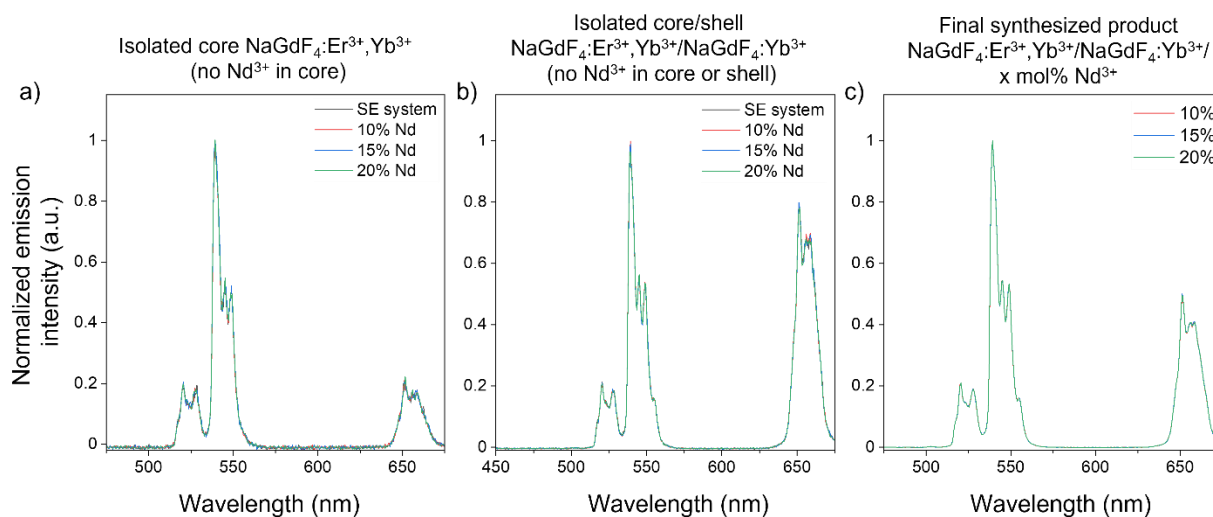 Isolated core NaGdF₄:Er³⁺,Yb³⁺
(no Nd³⁺ in core)
Isolated core/shell
NaGdF₄:Er³⁺,Yb³⁺/NaGdF₄:Yb³⁺
(no Nd³⁺ in core or shell)
Final synthesized product
NaGdF₄:Er³⁺,Yb³⁺/NaGdF₄:Yb³⁺/
x mol% Nd³⁺
a)
SE system
10% Nd
15% Nd
20% Nd
Normalized emission
intensity (a.u.)
1
0.8
0.6
0.4
0.2
0
500 550 600 650
Wavelength (nm)
b)
SE system
10% Nd
15% Nd
20% Nd
1
0.8
0.6
0.4
0.2
0
450 500 550 600 650
Wavelength (nm)
c)
10%
15%
20%
1
0.8
0.6
0.4
0.2
0
500 550 600 650
Wavelength (nm)